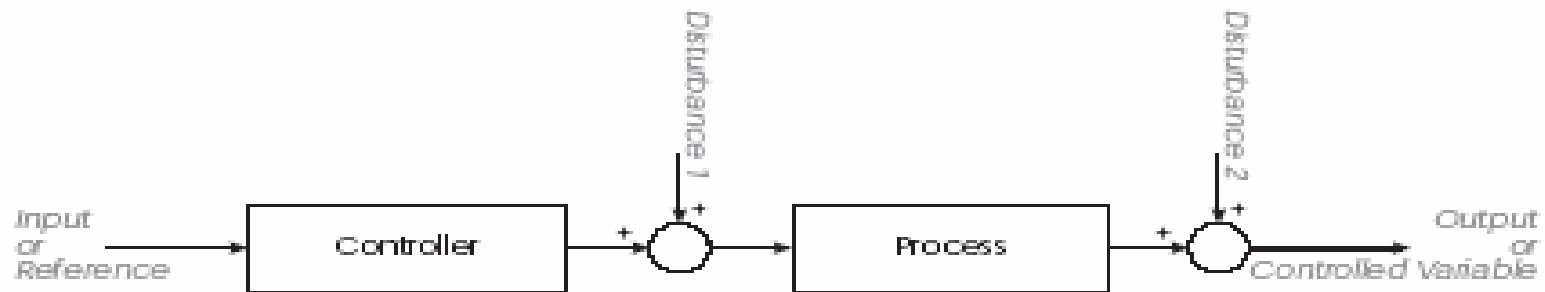 Disturbance 1
Disturbance 2
Input
or
Reference
Controller
+
+
Process
+
+
Output
or
Controlled Variable